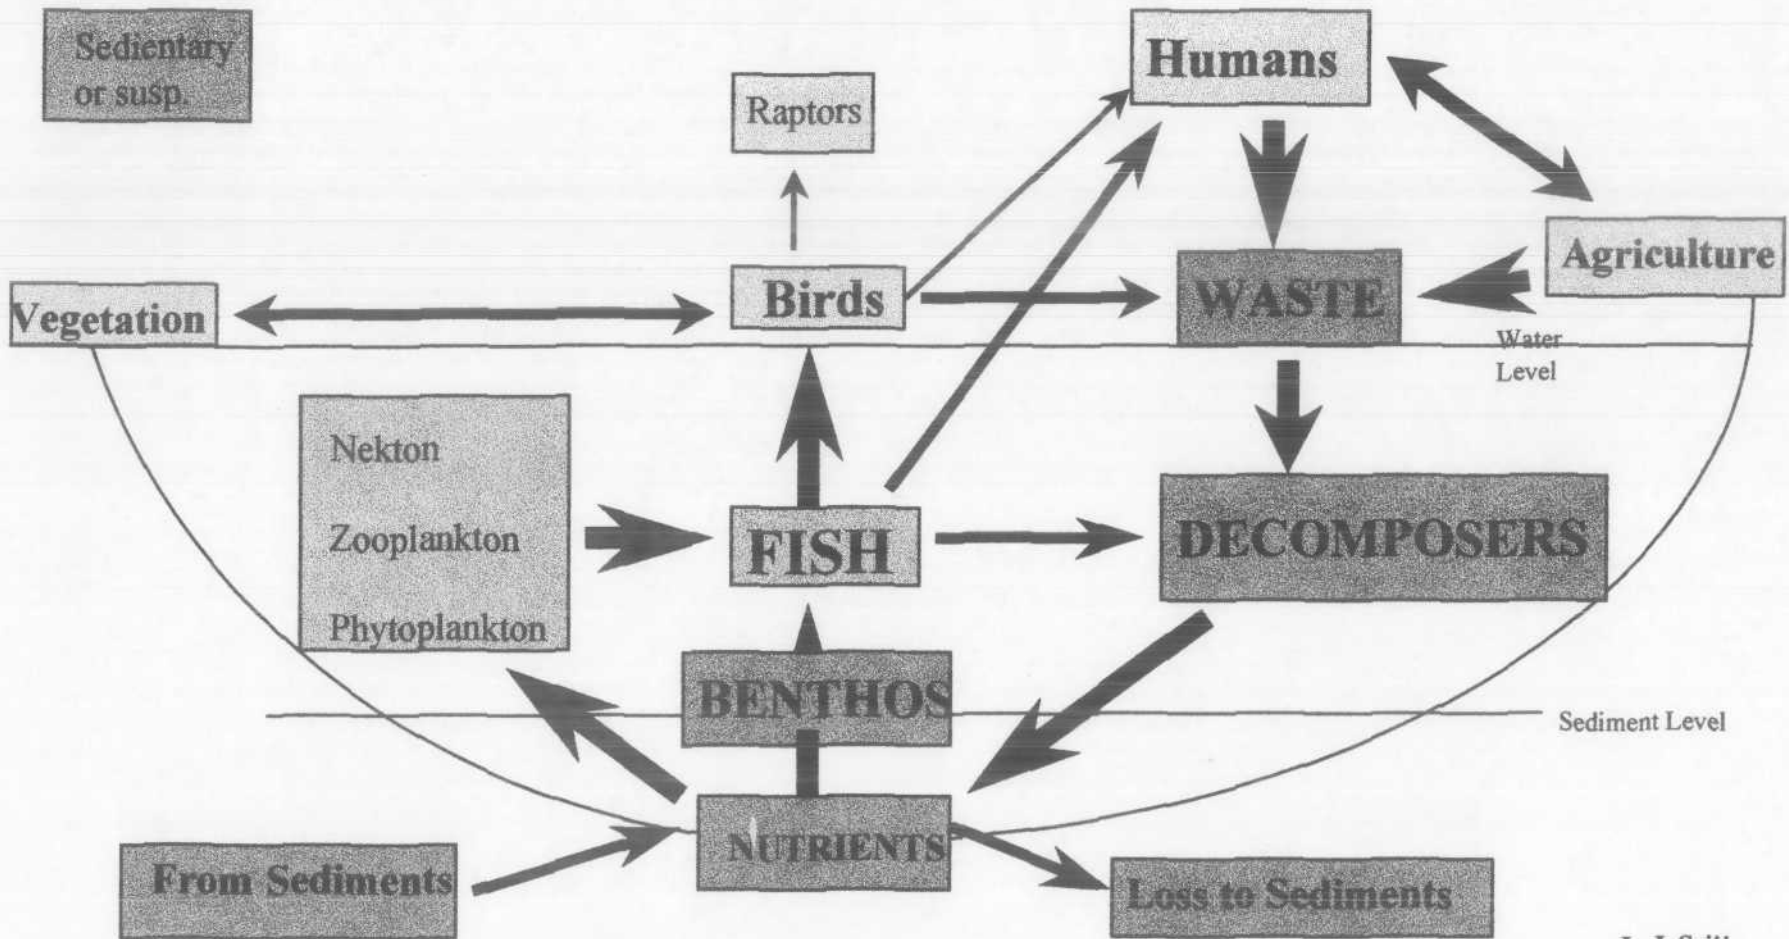 Sedientary
or susp.
Humans
Raptors
Agriculture
Birds
WASTE
Vegetation
Water
Level
Nekton
Zooplankton
FISH
DECOMPOSERS
Phytoplankton
BENTHOS
Sediment Level
NUTRIENTS
From Sediments
Loss to Sediments